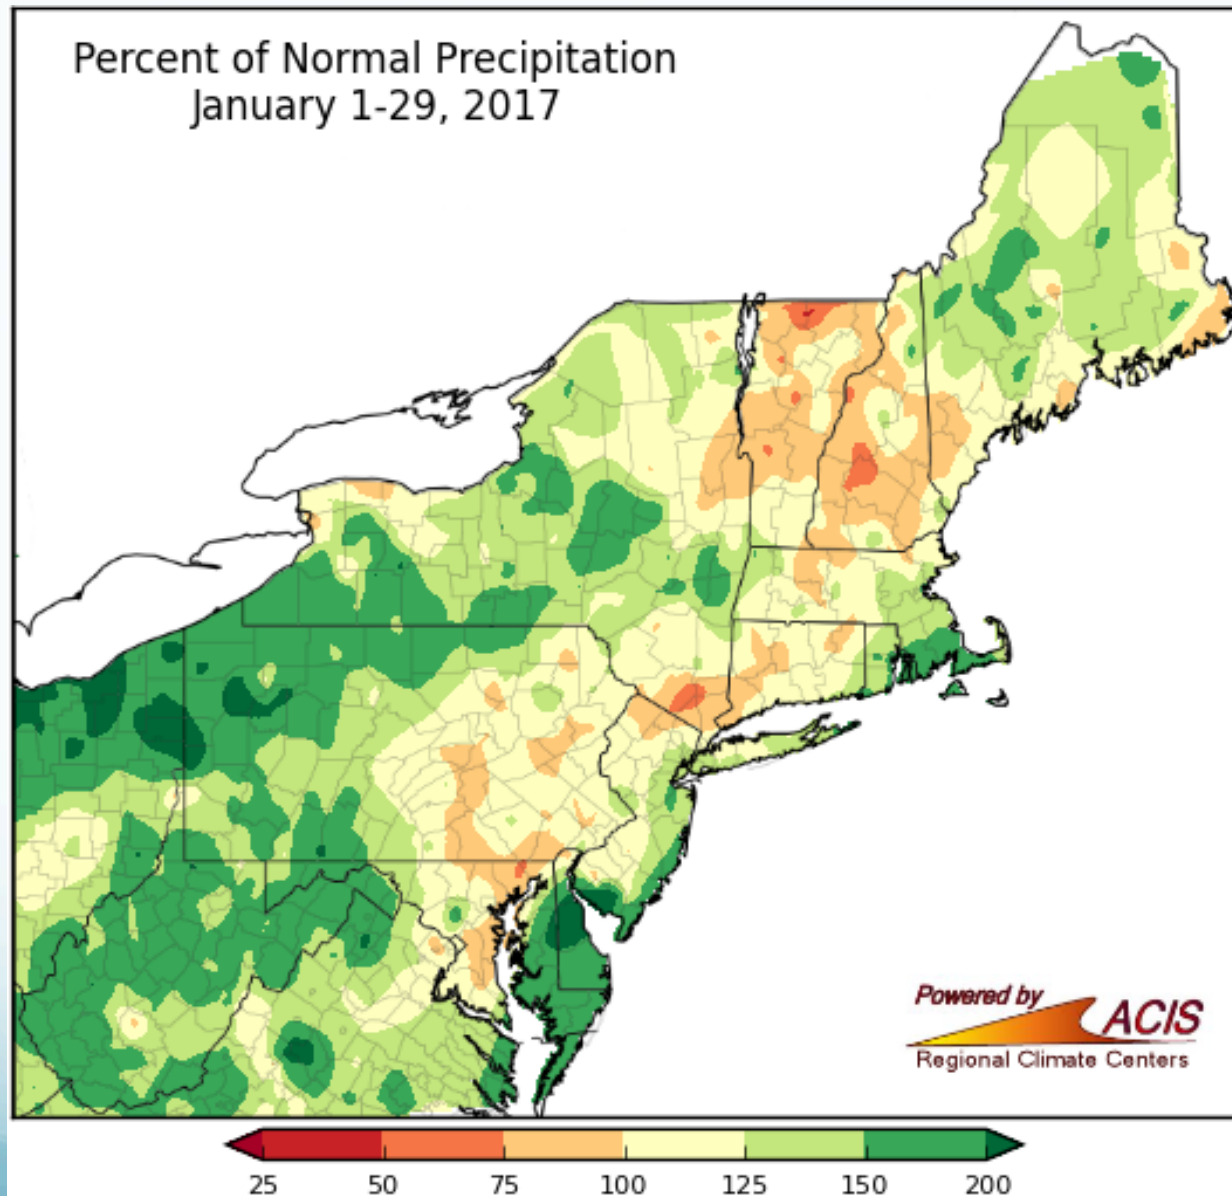 Percent of Normal Precipitation
January 1-29, 2017
Powered by
ACIS
Regional Climate Centers
25 50 75 100 125 150 200